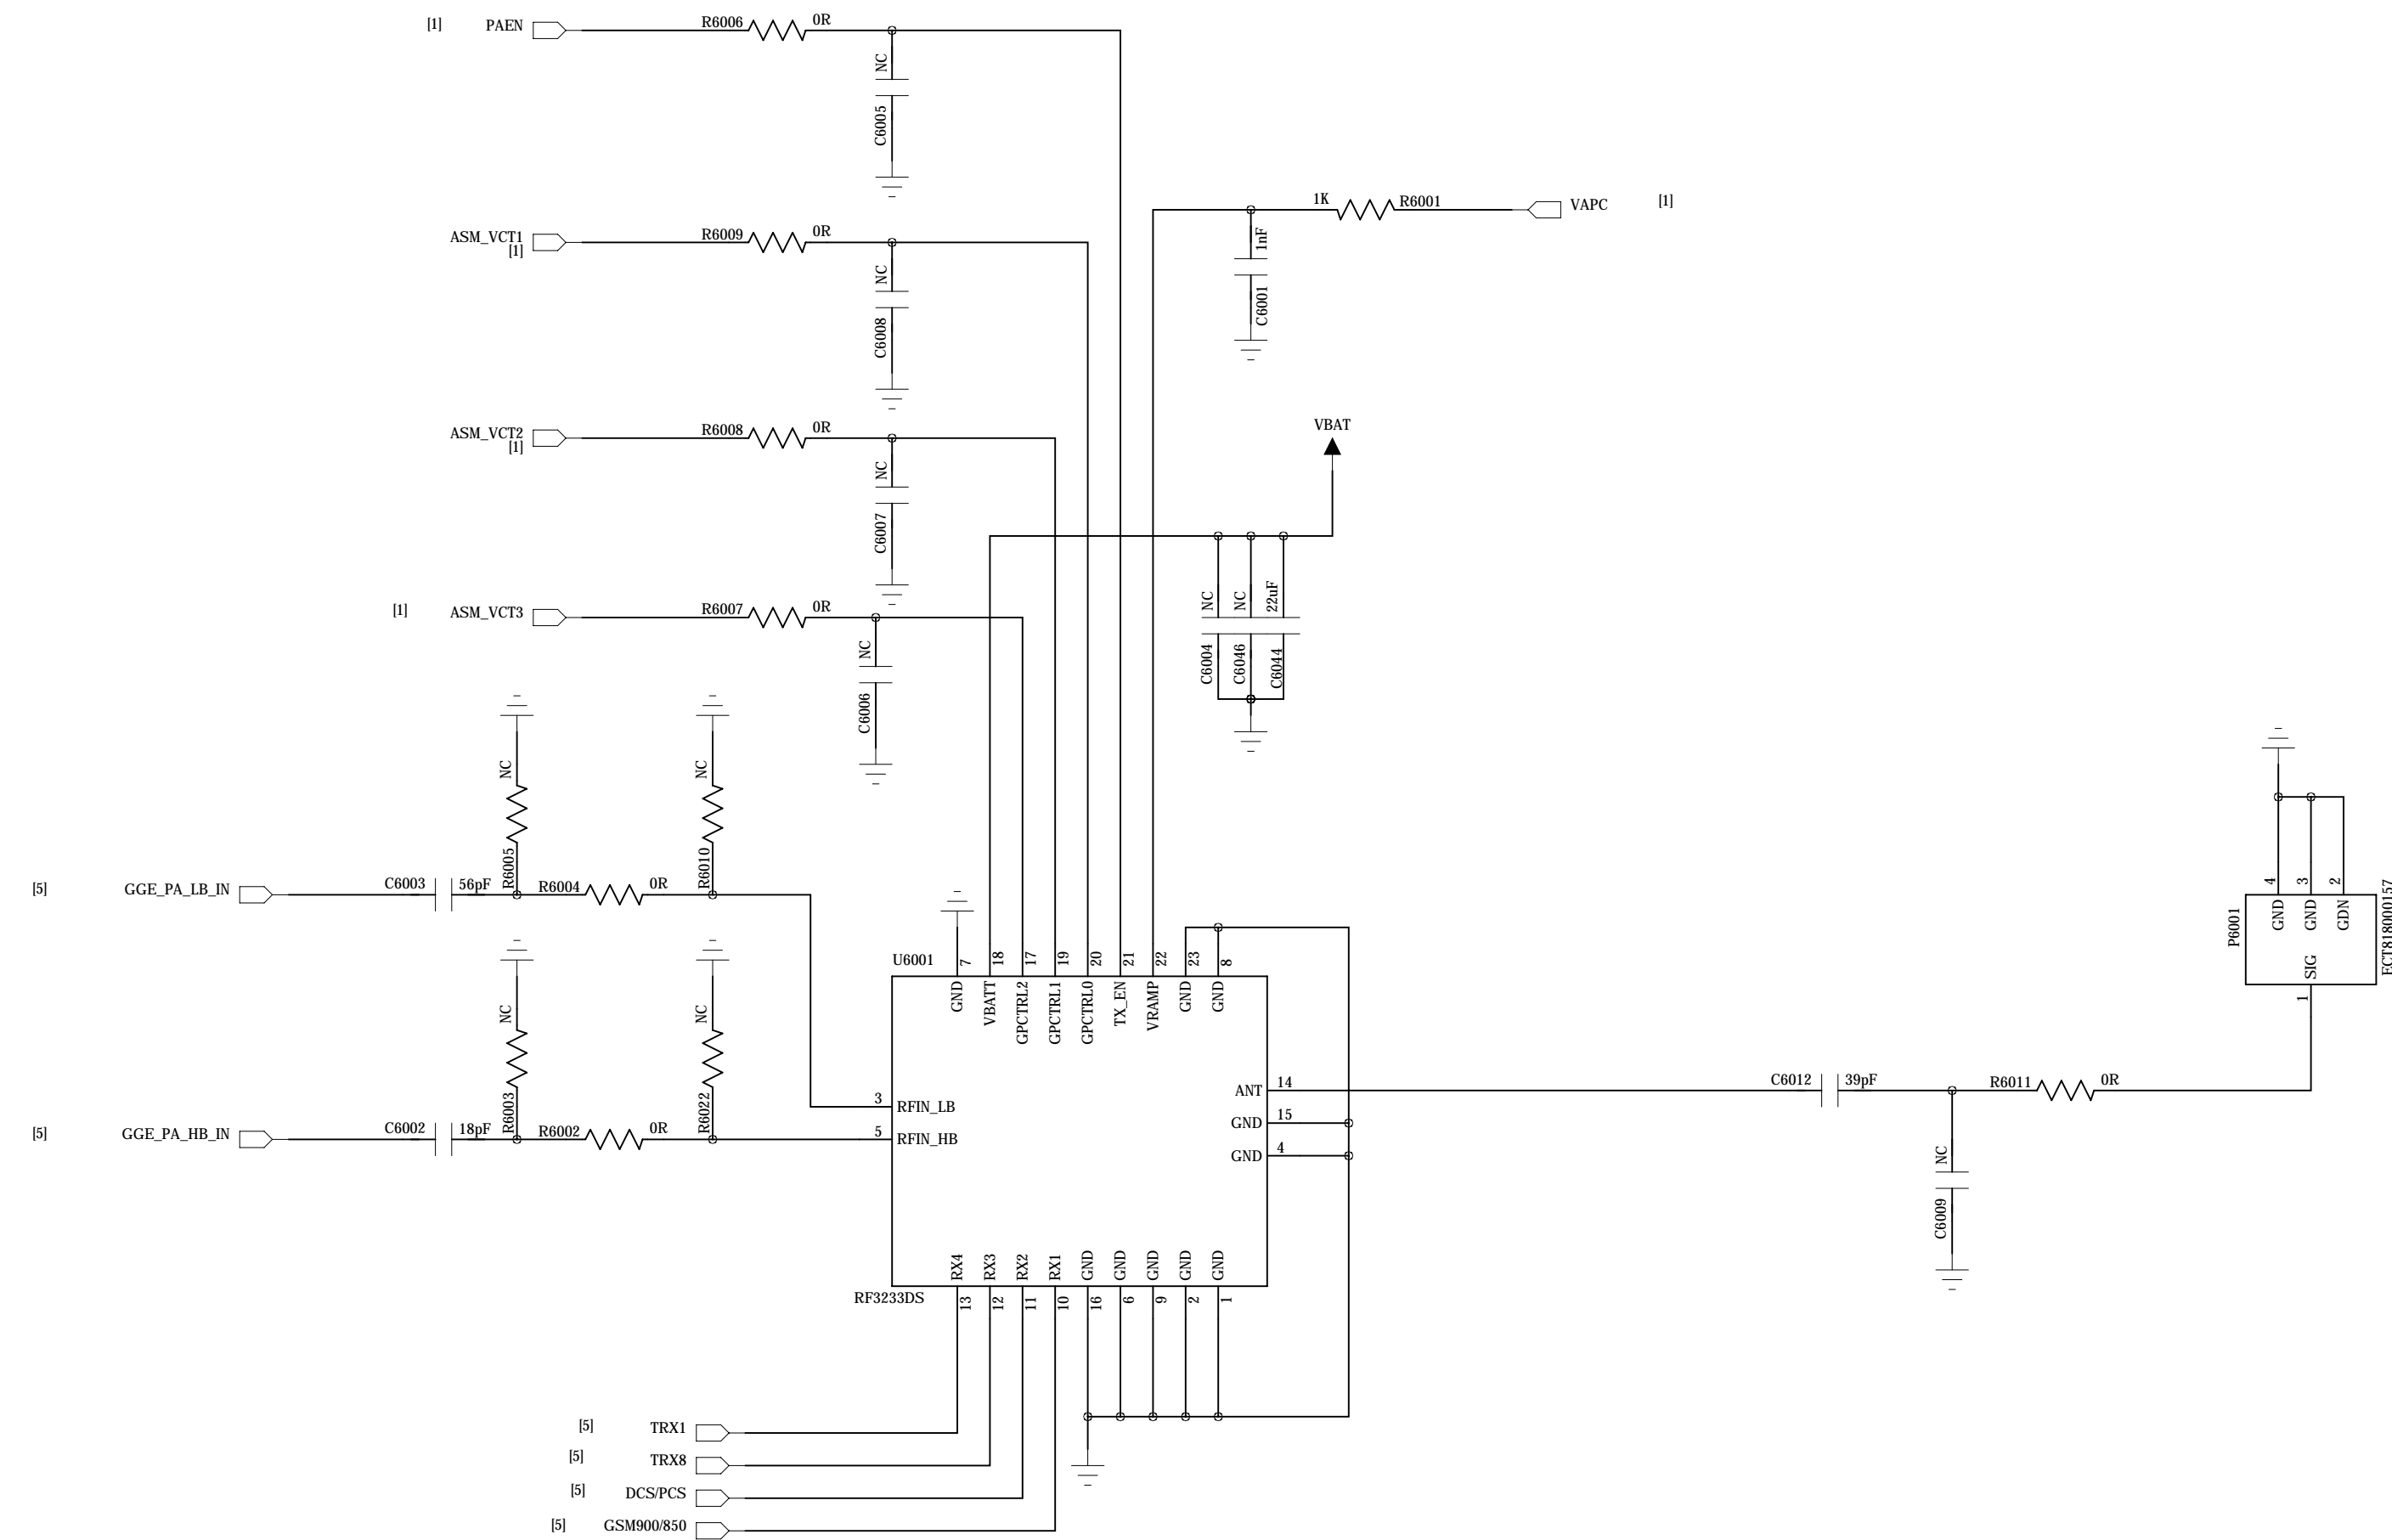 [1] PAEN R6006 0R
NC
C6005
[1] VAPC R6001 1K
1nF
C6001
ASM_VCT1 R6009 0R
[1]
NC
C6008
VBAT
ASM_VCT2 R6008 0R
[1]
NC
C6007
NC NC 22uF
C6004 C6046 C6044
[1] ASM_VCT3 R6007 0R
NC
C6006
NC NC
R6005 R6010
[5] GGE_PA_LB_IN C6003 56pF R6004 0R
NC NC
R6003 R6022
[5] GGE_PA_HB_IN C6002 18pF R6002 0R
U6001
7 18 17 19 20 21 22 23 8
GND VBATT GPCTRL2 GPCTRL1 GPCTRL0 TX_EN VRAMP GND GND
3 RFIN_LB
5 RFIN_HB
ANT 14
GND 15
GND 4
RX4 RX3 RX2 RX1 GND GND GND GND GND
RF3233DS
13 12 11 10 16 6 9 2 1
C6012 39pF R6011 0R
NC
C6009
4 3 2
GND GND GDN
P6001
ECT818000157
SIG
1
[5] TRX1
[5] TRX8
[5] DCS/PCS
[5] GSM900/850